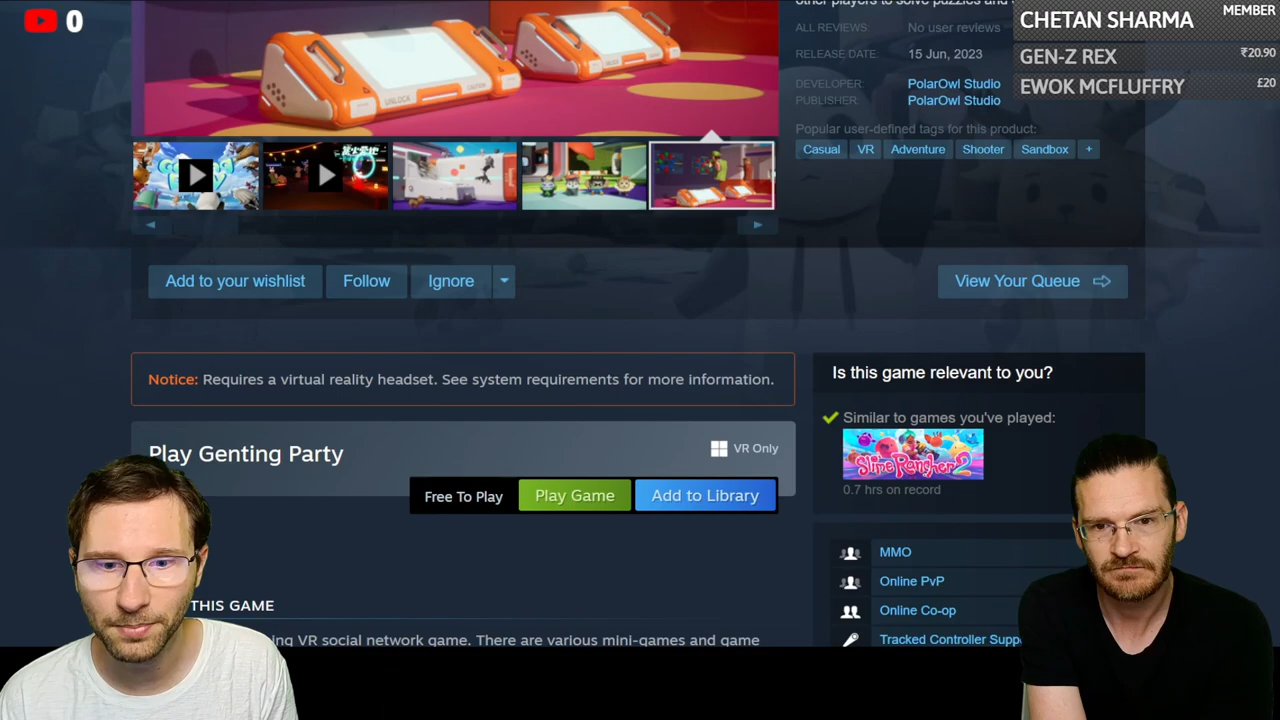 0
other players to solve puzzles and
ALL REVIEWS:
No user reviews
RELEASE DATE:
15 Jun, 2023
DEVELOPER:
PolarOwl Studio
PUBLISHER:
PolarOwl Studio
Popular user-defined tags for this product:
Casual
VR
Adventure
Shooter
Sandbox
+
MEMBER
CHETAN SHARMA
GEN-Z REX
₹20.90
EWOK MCFLUFFRY
£20
UNLOCK
Add to your wishlist
Follow
Ignore
View Your Queue
Notice: Requires a virtual reality headset. See system requirements for more information.
Play Genting Party
VR Only
Free To Play
Play Game
Add to Library
THIS GAME
ing VR social network game. There are various mini-games and game
Is this game relevant to you?
Similar to games you've played:
Slime Rancher 2
0.7 hrs on record
MMO
Online PvP
Online Co-op
Tracked Controller Supp